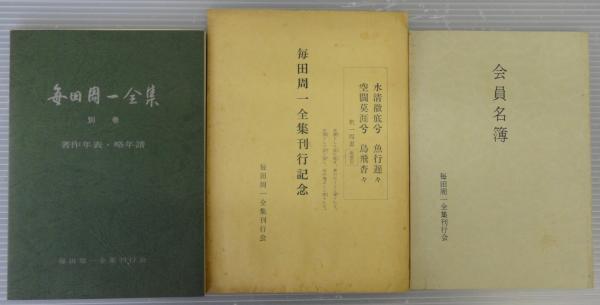 毎田周一全集
別巻
著作年表・略年譜
毎田周一全集刊行会
毎田周一全集刊行記念
水清徹底兮 魚行遅々
空闊莫涯兮 鳥飛杳々
毎田周一全集刊行会
会員名簿
毎田周一全集刊行会